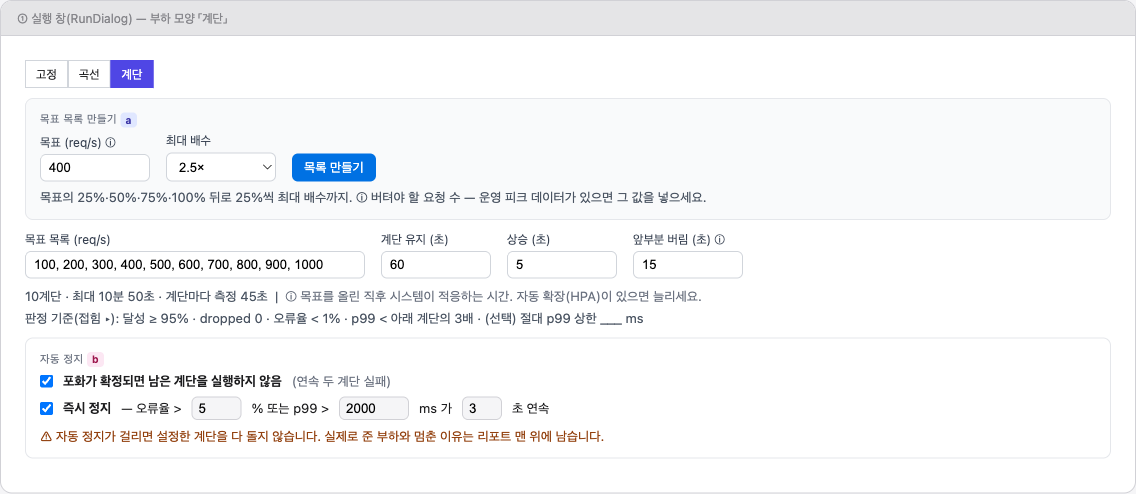 ① 실행 창(RunDialog) — 부하 모양 「계단」
고정 곡선 계단
목표 목록 만들기 a
목표 (req/s) ⓘ 최대 배수
400 2.5× 목록 만들기
목표의 25%·50%·75%·100% 뒤로 25%씩 최대 배수까지. ⓘ 버텨야 할 요청 수 — 운영 피크 데이터가 있으면 그 값을 넣으세요.
목표 목록 (req/s) 계단 유지 (초) 상승 (초) 앞부분 버림 (초) ⓘ
100, 200, 300, 400, 500, 600, 700, 800, 900, 1000 60 5 15
10계단 · 최대 10분 50초 · 계단마다 측정 45초 | ⓘ 목표를 올린 직후 시스템이 적응하는 시간. 자동 확장(HPA)이 있으면 늘리세요.
판정 기준(접힘 ▸): 달성 ≥ 95% · dropped 0 · 오류율 < 1% · p99 < 아래 계단의 3배 · (선택) 절대 p99 상한 ___ ms
자동 정지 b
포화가 확정되면 남은 계단을 실행하지 않음 (연속 두 계단 실패)
즉시 정지 — 오류율 > 5 % 또는 p99 > 2000 ms 가 3 초 연속
⚠ 자동 정지가 걸리면 설정한 계단을 다 돌지 않습니다. 실제로 준 부하와 멈춘 이유는 리포트 맨 위에 남습니다.